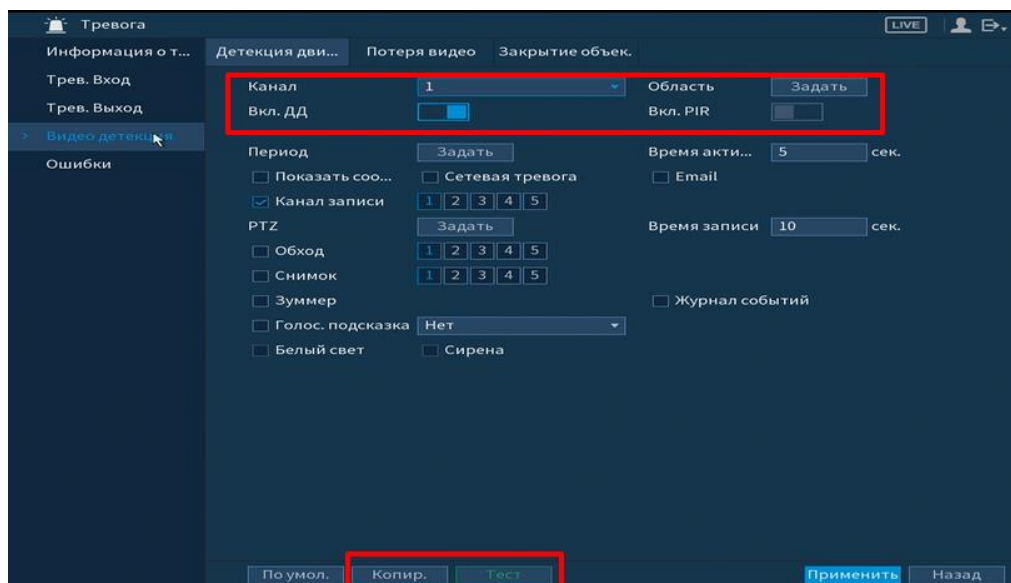 Тревога LIVE
Информация о т... Детекция дви... Потеря видео Закрытие объек.
Трев. Вход
Трев. Выход
Видео детекция
Ошибки
Канал 1 Область Задать
Вкл. ДД Вкл. PIR
Период Задать Время акти... 5 сек.
Показать соо... Сетевая тревога Email
Канал записи 1 2 3 4 5
PTZ Задать Время записи 10 сек.
Обход 1 2 3 4 5
Снимок 1 2 3 4 5
Зуммер Журнал событий
Голос. подсказка Нет
Белый свет Сирена
По умол. Копир. Тест Применить Назад